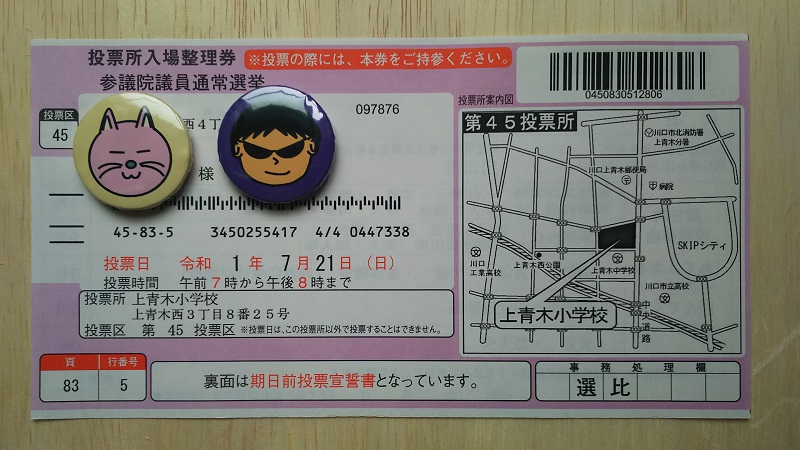 投票所入場整理券
※投票の際には、本券をご持参ください。
参議院議員通常選挙
投票区
45
097876
西4丁
様
45-83-5 3450255417 4/4 0447338
投票日 令和 1年 7月21日(日)
投票時間 午前7時から午後8時まで
投票所 上青木小学校
上青木西3丁目8番25号
投票区 第 45 投票区 ※投票日は、この投票所以外で投票することはできません。
頁 行番号
83 5
裏面は期日前投票宣誓書となっています。
0450830512806
投票所案内図
第45投票所
川口市北消防署
上青木分署
川口上青木郵便局
病院
SKIPシティ
川口
工業高校
上青木西公園
上青木中学校
川口市立高校
中央道路
上青木小学校
事務処理欄
選 比